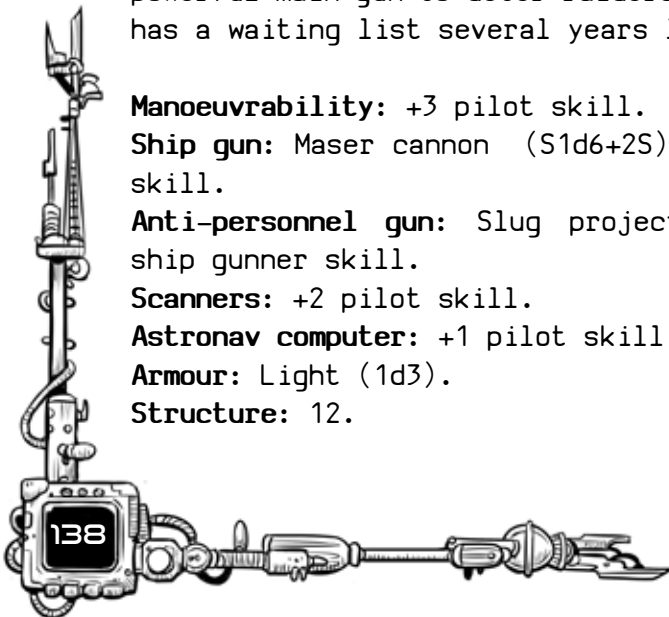 powerful main gun to deter
has a waiting list several years
Manoeuvrability: +3 pilot skill.
Ship gun: Maser cannon (S1d6+2S)
skill.
Anti-personnel gun: Slug
ship gunner skill.
Scanners: +2 pilot skill.
Astronav computer: +1 pilot skill
Armour: Light (1d3).
Structure: 12.
138